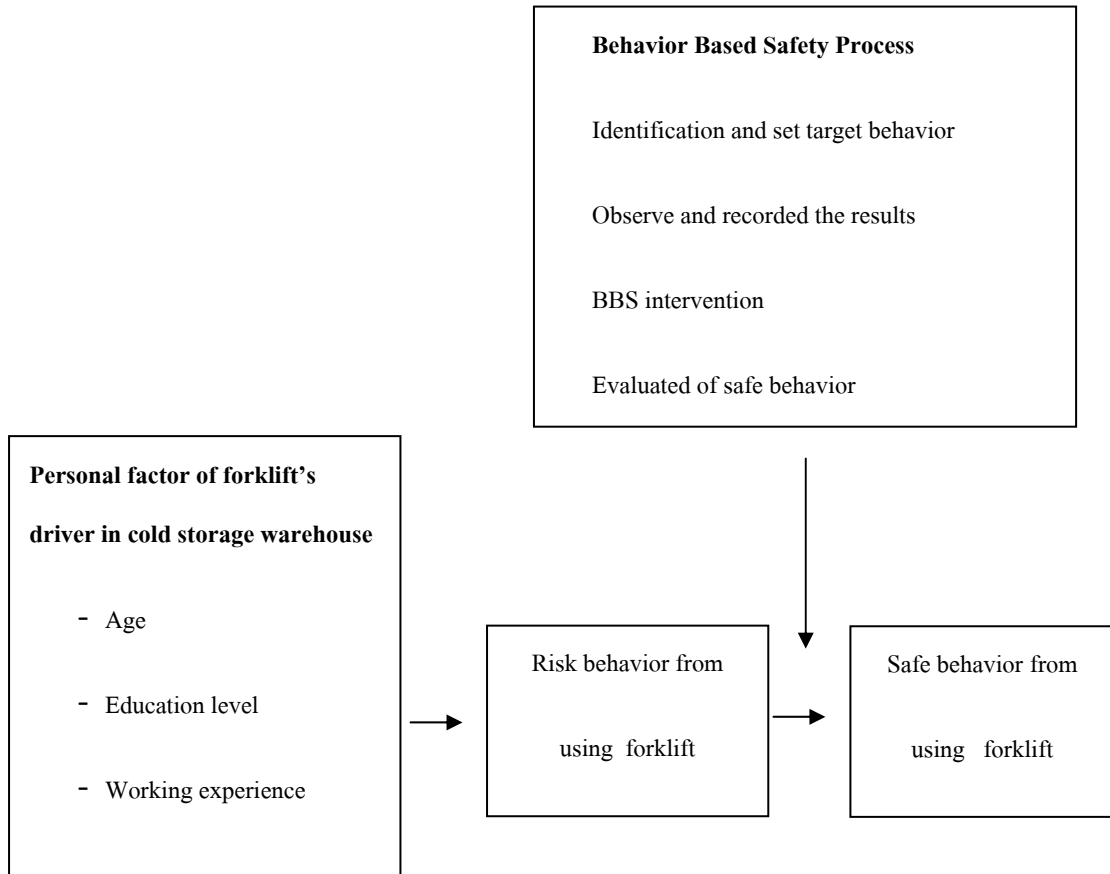 Behavior Based Safety Process
Identification and set target behavior
Observe and recorded the results
BBS intervention
Evaluated of safe behavior
Personal factor of forklift’s
driver in cold storage warehouse
- Age
- Education level
- Working experience
Risk behavior from
using forklift
Safe behavior from
using forklift